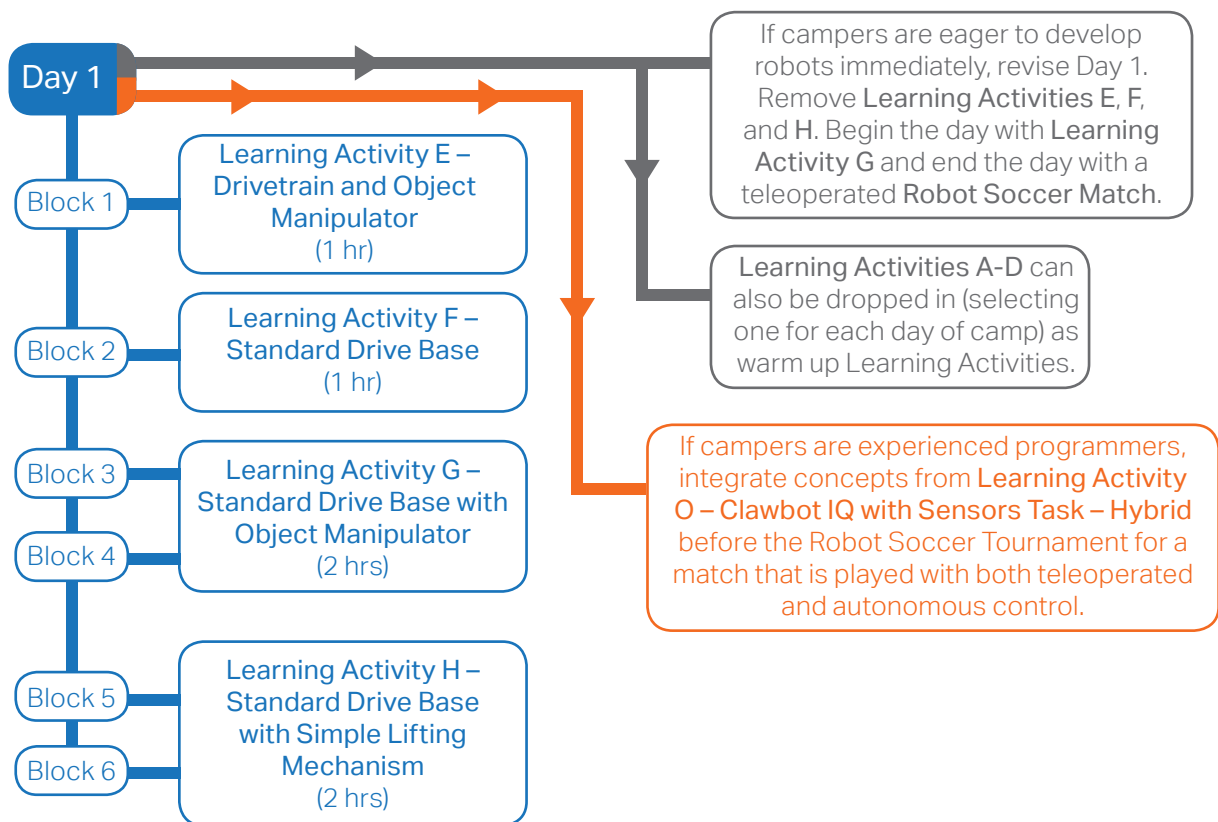 Day 1
Block 1
Learning Activity E –
Drivetrain and Object
Manipulator
(1 hr)
Block 2
Learning Activity F –
Standard Drive Base
(1 hr)
Block 3
Block 4
Learning Activity G –
Standard Drive Base with
Object Manipulator
(2 hrs)
Block 5
Block 6
Learning Activity H –
Standard Drive Base
with Simple Lifting
Mechanism
(2 hrs)
If campers are eager to develop
robots immediately, revise Day 1.
Remove Learning Activities E, F,
and H. Begin the day with Learning
Activity G and end the day with a
teleoperated Robot Soccer Match.
Learning Activities A-D can
also be dropped in (selecting
one for each day of camp) as
warm up Learning Activities.
If campers are experienced programmers,
integrate concepts from Learning Activity
O – Clawbot IQ with Sensors Task – Hybrid
before the Robot Soccer Tournament for a
match that is played with both teleoperated
and autonomous control.